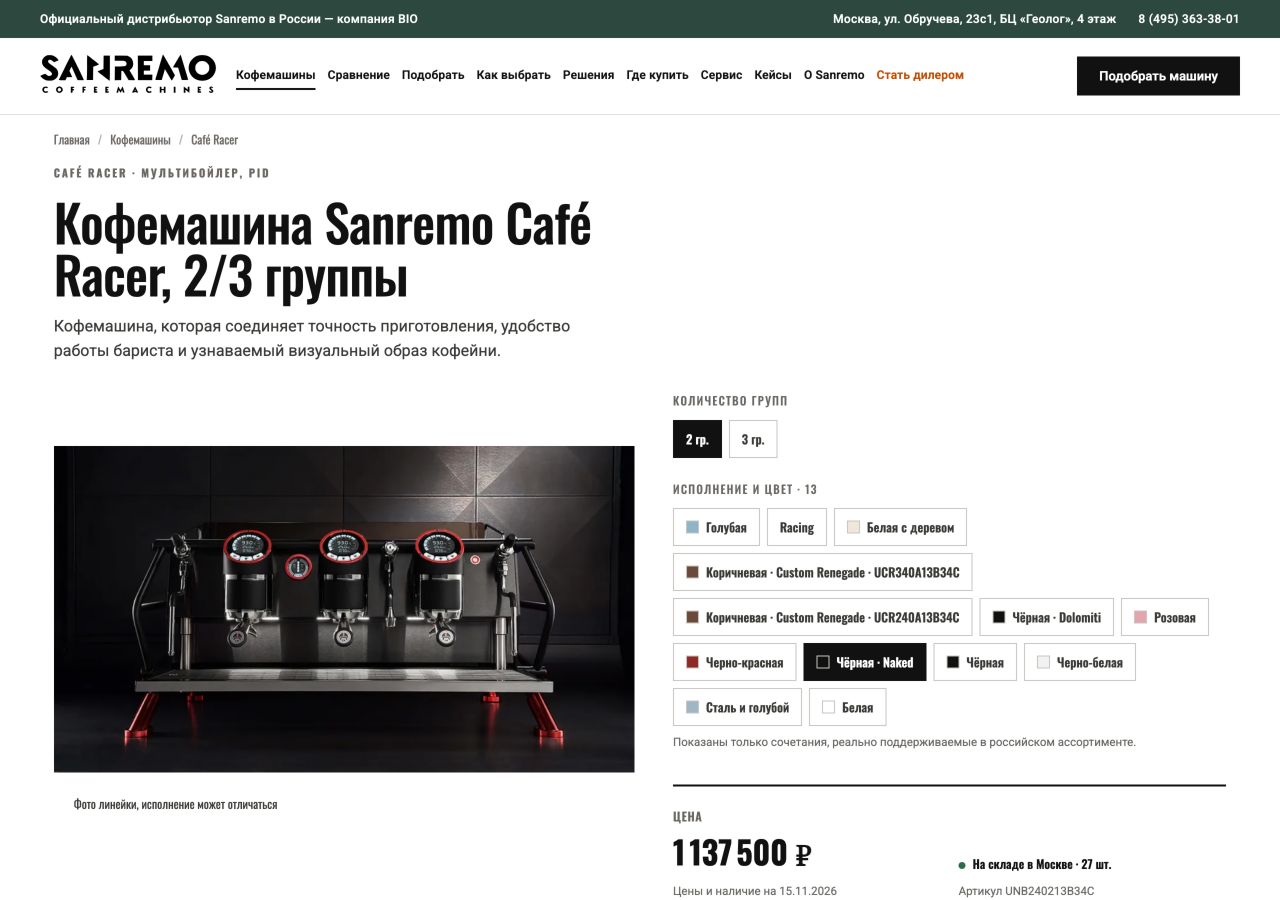 Официальный дистрибьютор Sanremo в России — компания BIO
Москва, ул. Обручева, 23с1, БЦ «Геолог», 4 этаж
8 (495) 363-38-01
SANREMO
COFFEEMACHINES
Кофемашины
Сравнение
Подобрать
Как выбрать
Решения
Где купить
Сервис
Кейсы
О Sanremo
Стать дилером
Подобрать машину
Главная / Кофемашины / Café Racer
CAFÉ RACER · МУЛЬТИБОЙЛЕР, PID
Кофемашина Sanremo Café
Racer, 2/3 группы
Кофемашина, которая соединяет точность приготовления, удобство
работы бариста и узнаваемый визуальный образ кофейни.
КОЛИЧЕСТВО ГРУПП
2 гр.
3 гр.
ИСПОЛНЕНИЕ И ЦВЕТ · 13
Голубая
Racing
Белая с деревом
Коричневая · Custom Renegade · UCR340A13B34C
Коричневая · Custom Renegade · UCR240A13B34C
Чёрная · Dolomiti
Розовая
Черно-красная
Чёрная · Naked
Чёрная
Черно-белая
Сталь и голубой
Белая
Показаны только сочетания, реально поддерживаемые в российском ассортименте.
Фото линейки, исполнение может отличаться
ЦЕНА
1 137 500 ₽
На складе в Москве · 27 шт.
Цены и наличие на 15.11.2026
Артикул UNB240213B34C